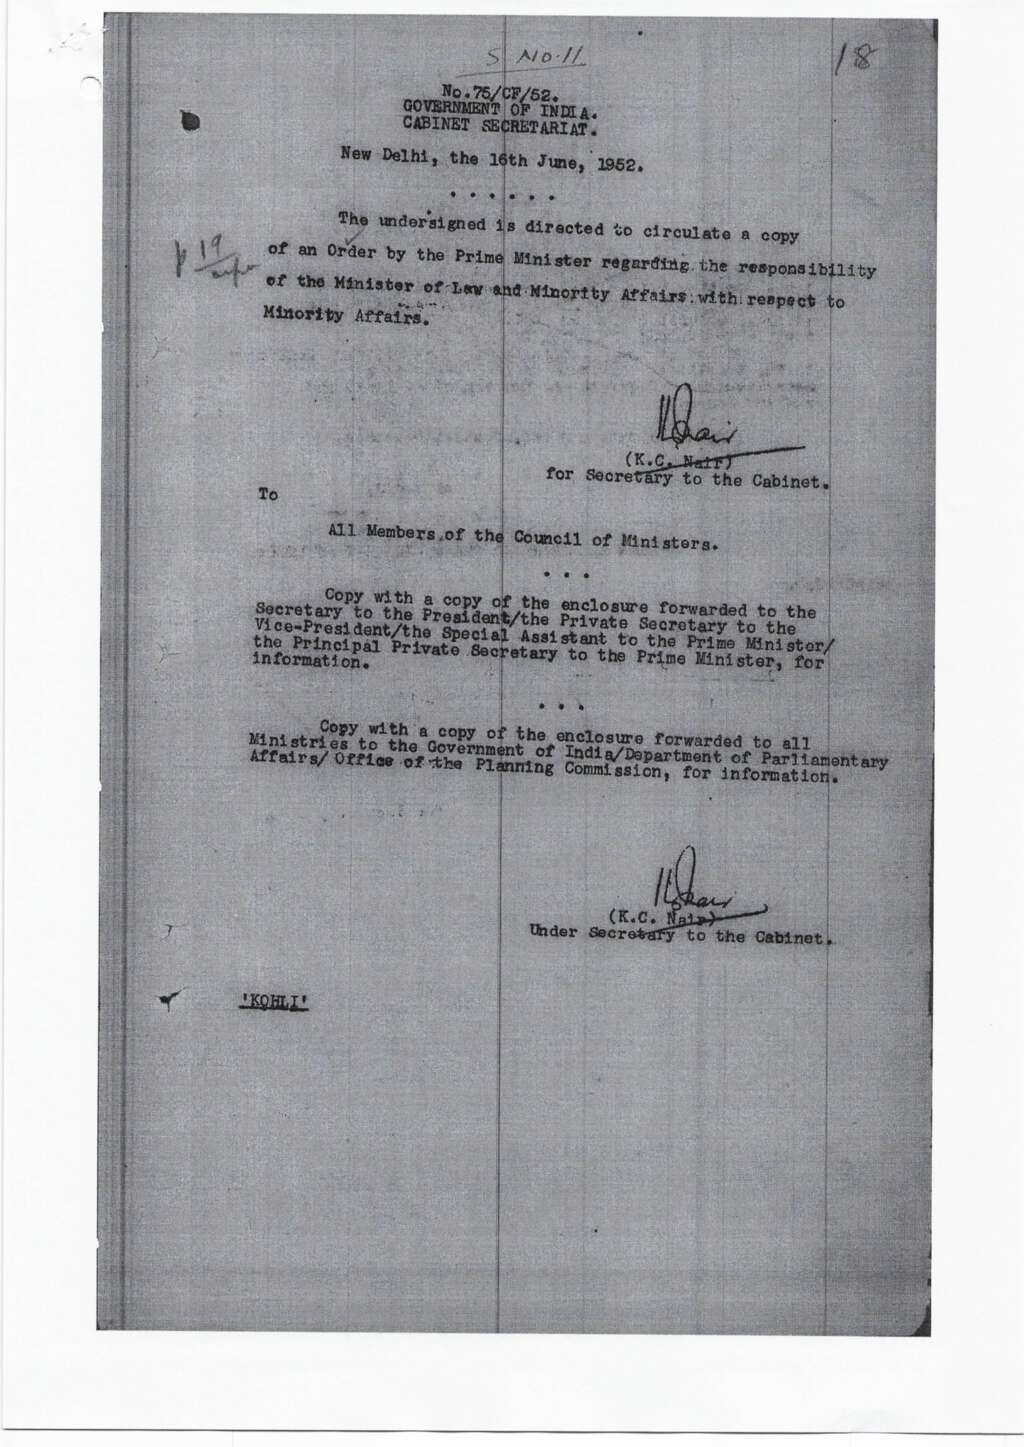 S. No. 11
18
No.75/CF/52.
GOVERNMENT OF INDIA.
CABINET SECRETARIAT.
New Delhi, the 16th June, 1952.
......
The undersigned is directed to circulate a copy
of an Order by the Prime Minister regarding the responsibility
of the Minister of Law and Minority Affairs with respect to
Minority Affairs.
19
KNair
(K.C. Nair)
for Secretary to the Cabinet.
To
All Members of the Council of Ministers.
...
Copy with a copy of the enclosure forwarded to the
Secretary to the President/the Private Secretary to the
Vice-President/the Special Assistant to the Prime Minister/
the Principal Private Secretary to the Prime Minister, for
information.
...
Copy with a copy of the enclosure forwarded to all
Ministries to the Government of India/Department of Parliamentary
Affairs/ Office of the Planning Commission, for information.
KNair
(K.C. Nair)
Under Secretary to the Cabinet.
'KOHLI'